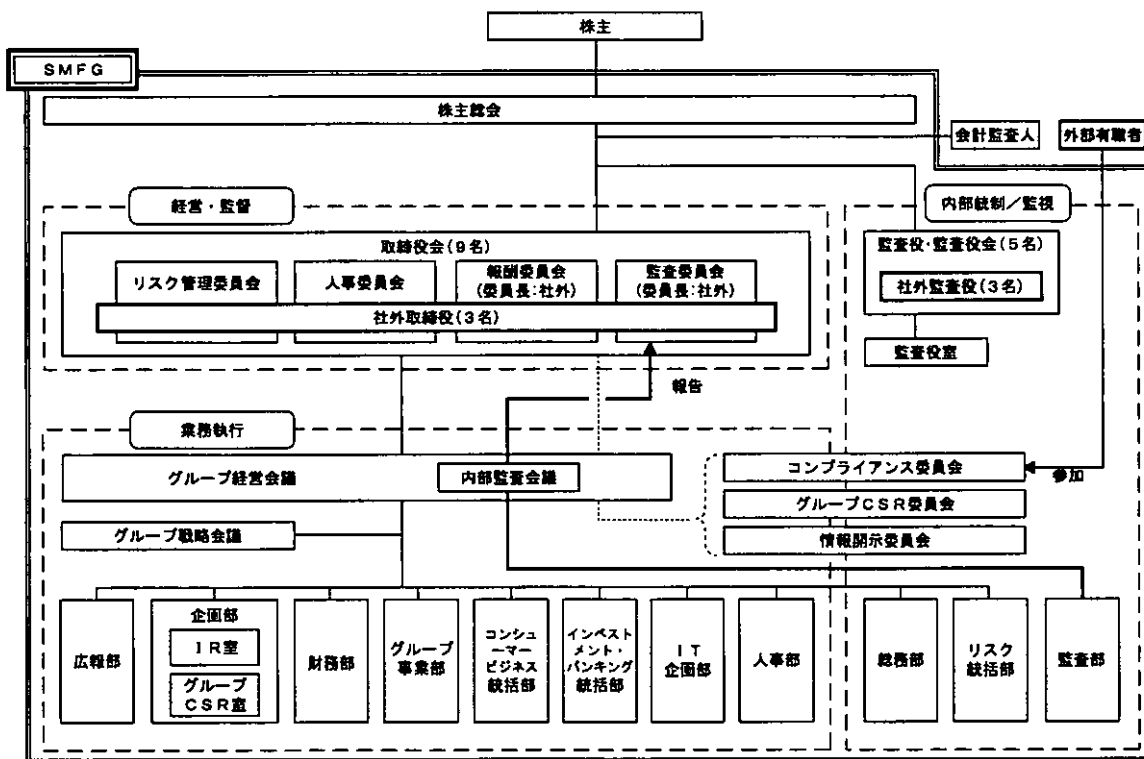 株主
SMFG
株主総会
会計監査人
外部有識者
経営・監督
内部統制／監視
取締役会(9名)
監査役・監査役会(5名)
リスク管理委員会
人事委員会
報酬委員会
(委員長:社外)
監査委員会
(委員長:社外)
社外監査役(3名)
社外取締役(3名)
監査役室
報告
業務執行
グループ経営会議
内部監査会議
コンプライアンス委員会
参加
グループCSR委員会
グループ戦略会議
情報開示委員会
広報部
企画部
IR室
グループ
CSR室
財務部
グループ
事業部
コンシュ
ーマー
ビジネス
統括部
インベスト
メント・
バンキング
統括部
IT
企画部
人事部
総務部
リスク
統括部
監査部